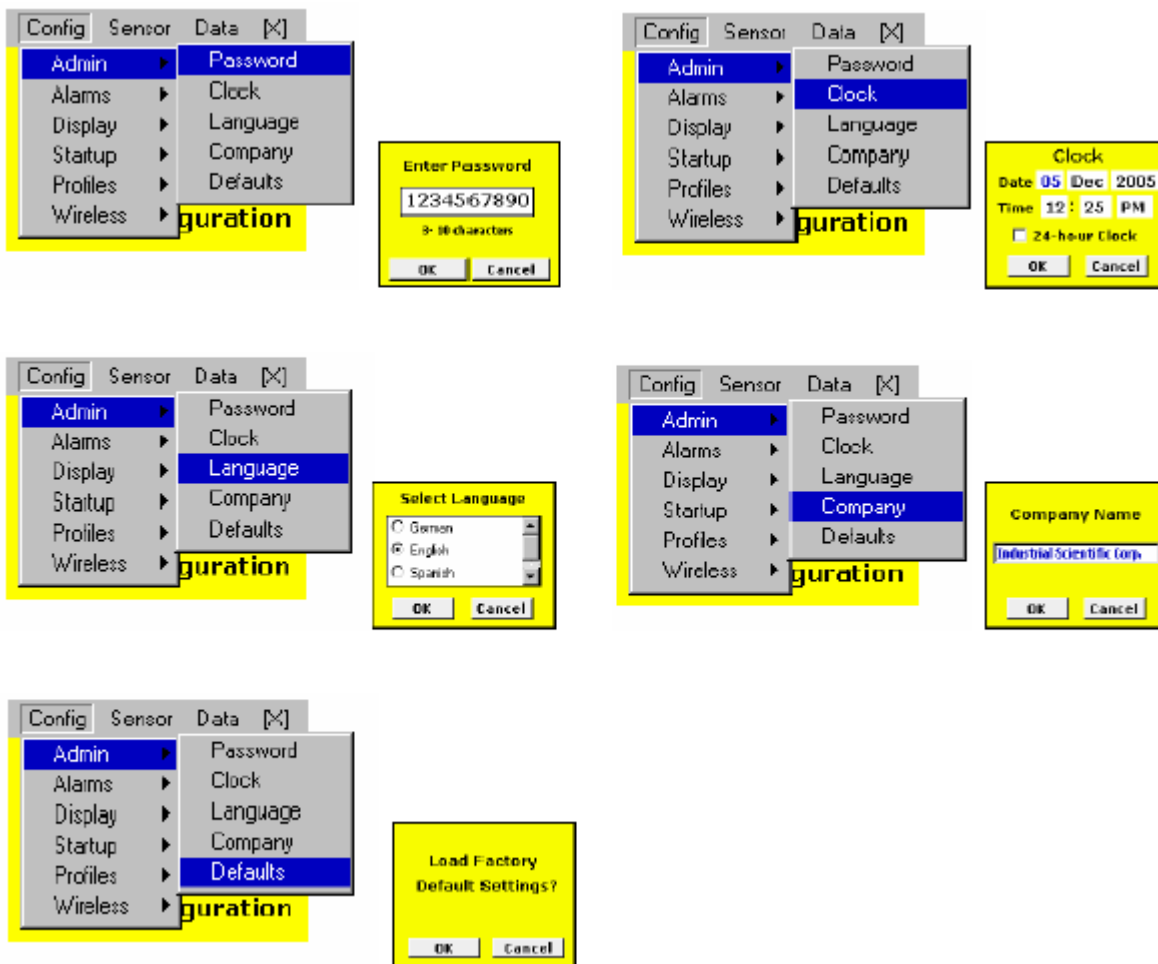 Config Sensor Data [X]
Admin Password
Alarms Clock
Display Language
Startup Company
Profiles Defaults
Wireless
guration
Enter Password
1234567890
8- 10 characters
OK Cancel
Config Sensor Data [X]
Admin Password
Alarms Clock
Display Language
Startup Company
Profiles Defaults
Wireless
guration
Clock
Date 05 Dec 2005
Time 12: 25 PM
24-hour Clock
OK Cancel
Config Sensor Data [X]
Admin Password
Alarms Clock
Display Language
Startup Company
Profiles Defaults
Wireless
guration
Select Language
German
English
Spanish
OK Cancel
Config Sensor Data [X]
Admin Password
Alarms Clock
Display Language
Startup Company
Profiles Defaults
Wireless
guration
Company Name
Industrial Scientific Corp.
OK Cancel
Config Sensor Data [X]
Admin Password
Alarms Clock
Display Language
Startup Company
Profiles Defaults
Wireless
guration
Load Factory
Default Settings?
OK Cancel